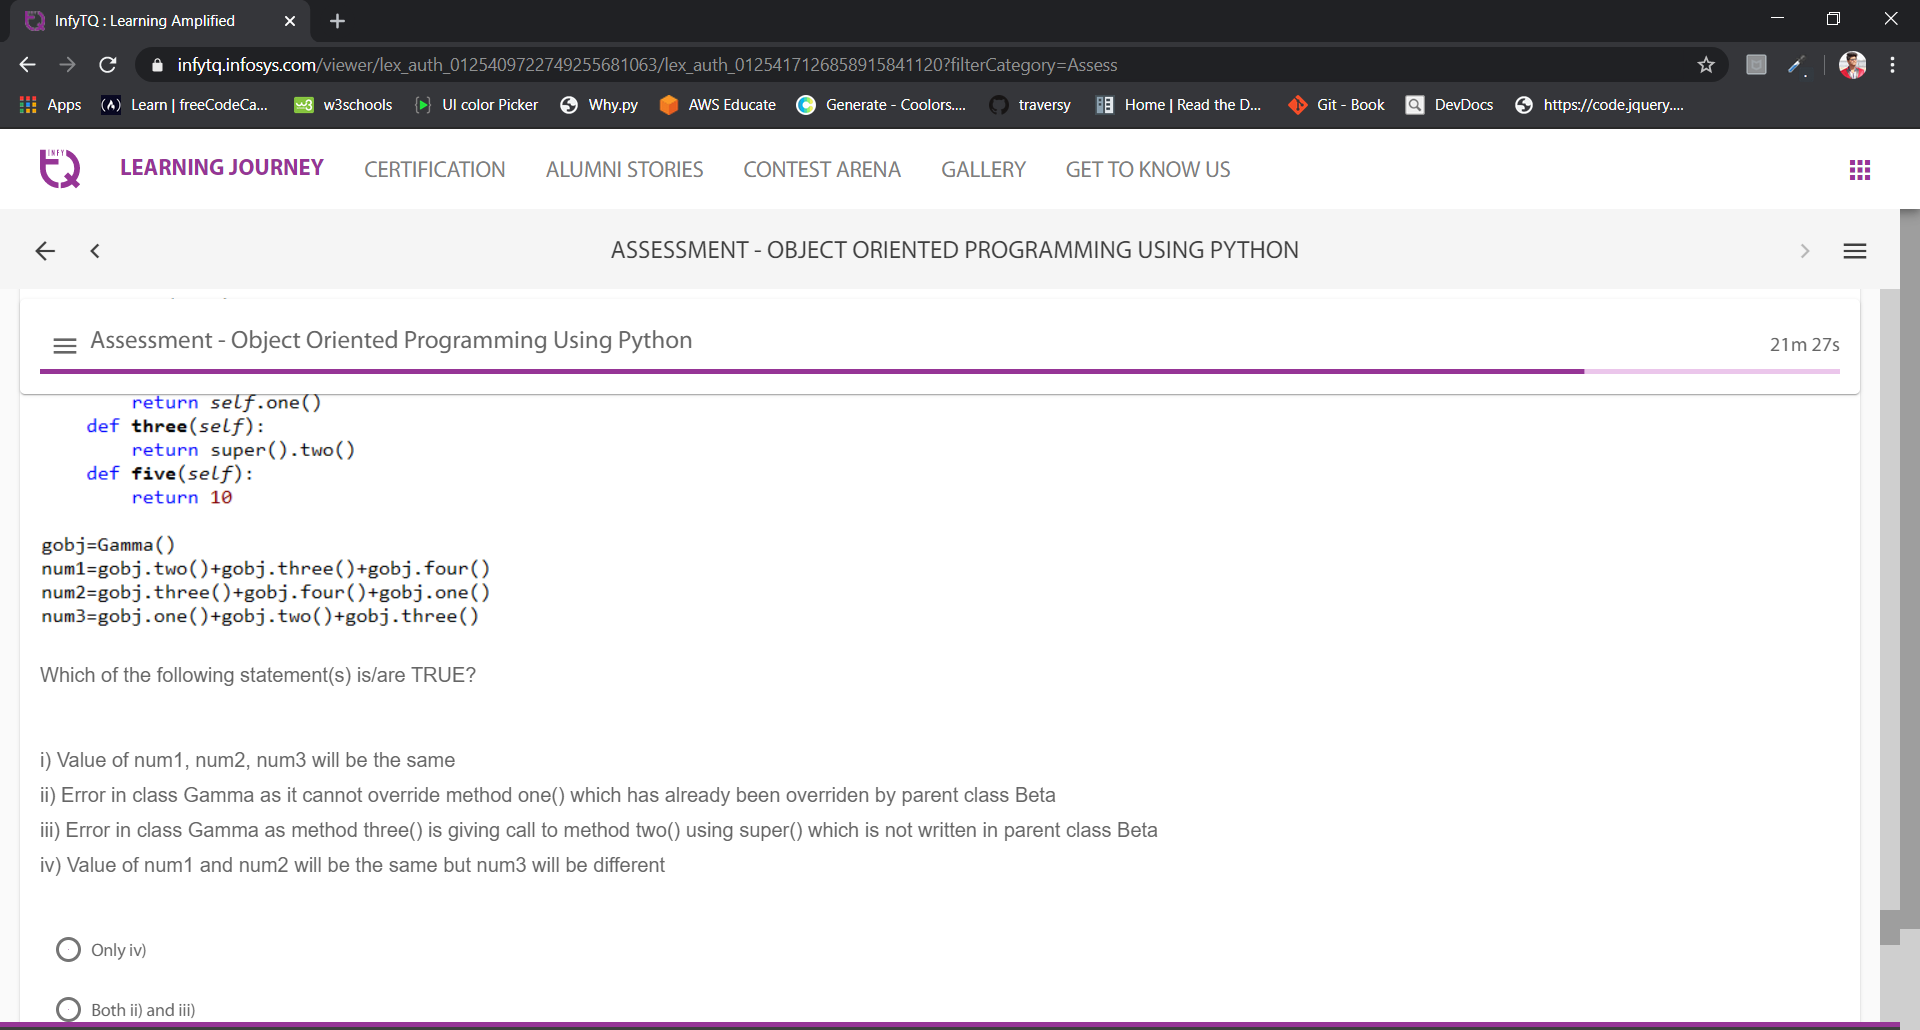 InfyTQ : Learning Amplified
infytq.infosys.com/viewer/lex_auth_0125409722749255681063/lex_auth_0125417126858915841120?filterCategory=Assess
Apps Learn | freeCodeCa... w3schools UI color Picker Why.py AWS Educate Generate - Coolors.... traversy Home | Read the D... Git - Book DevDocs https://code.jquery....
INFY TQ LEARNING JOURNEY CERTIFICATION ALUMNI STORIES CONTEST ARENA GALLERY GET TO KNOW US
ASSESSMENT - OBJECT ORIENTED PROGRAMMING USING PYTHON
Assessment - Object Oriented Programming Using Python
21m 27s
return self.one()
def three(self):
return super().two()
def five(self):
return 10
gobj=Gamma()
num1=gobj.two()+gobj.three()+gobj.four()
num2=gobj.three()+gobj.four()+gobj.one()
num3=gobj.one()+gobj.two()+gobj.three()
Which of the following statement(s) is/are TRUE?
i) Value of num1, num2, num3 will be the same
ii) Error in class Gamma as it cannot override method one() which has already been overriden by parent class Beta
iii) Error in class Gamma as method three() is giving call to method two() using super() which is not written in parent class Beta
iv) Value of num1 and num2 will be the same but num3 will be different
Only iv)
Both ii) and iii)